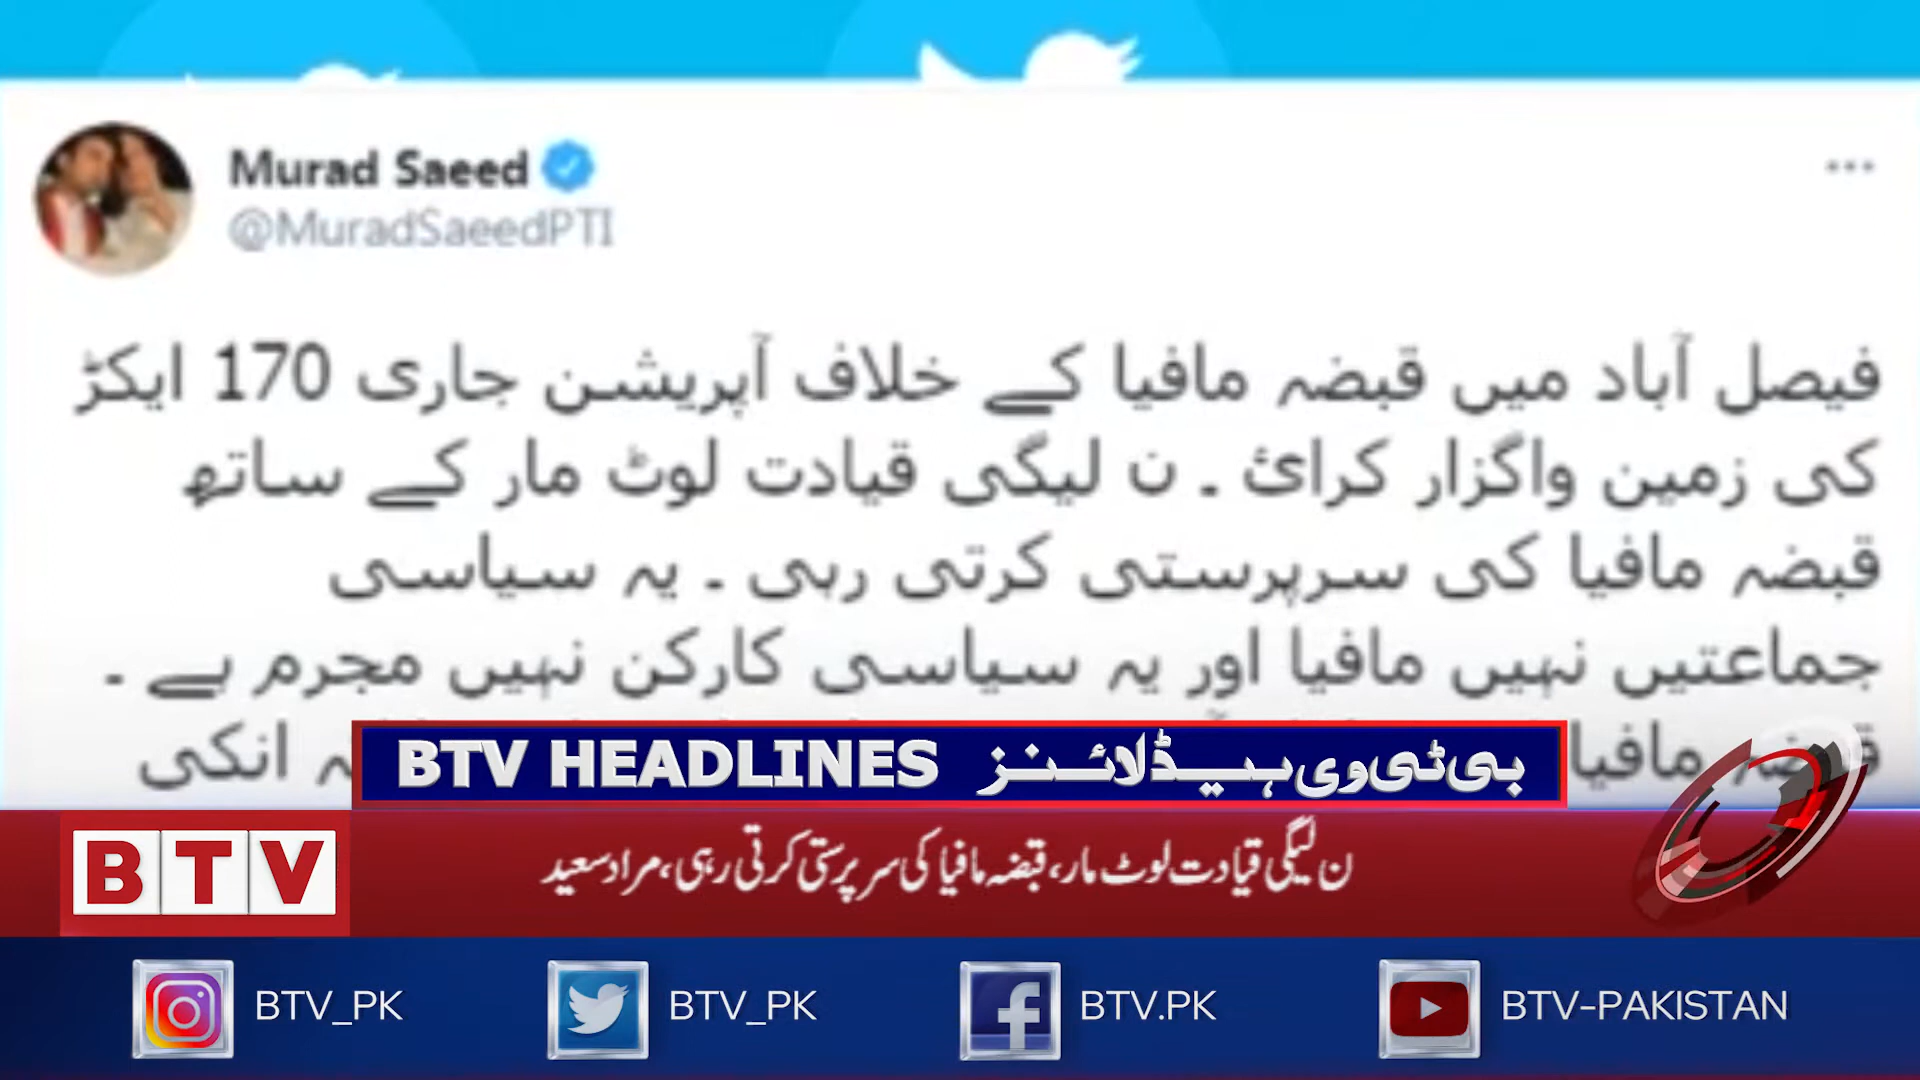 Murad Saeed
@MuradSaeedPTI
فیصل آباد میں قبضہ مافیا کے خلاف آپریشن جاری 170 ایکڑ
کی زمین واگزار کرائ ۔ ن لیگی قیادت لوٹ مار کے ساتھ
قبضہ مافیا کی سرپرستی کرتی رہی ۔ یہ سیاسی
جماعتیں نہیں مافیا اور یہ سیاسی کارکن نہیں مجرم ہے ۔
قبضہ مافیا انکی
BTV HEADLINES بی ٹی وی ہیڈلائنز
BTV
ن لیگی قیادت لوٹ مار، قبضہ مافیا کی سرپرستی کرتی رہی، مراد سعید
BTV_PK BTV_PK BTV.PK BTV-PAKISTAN